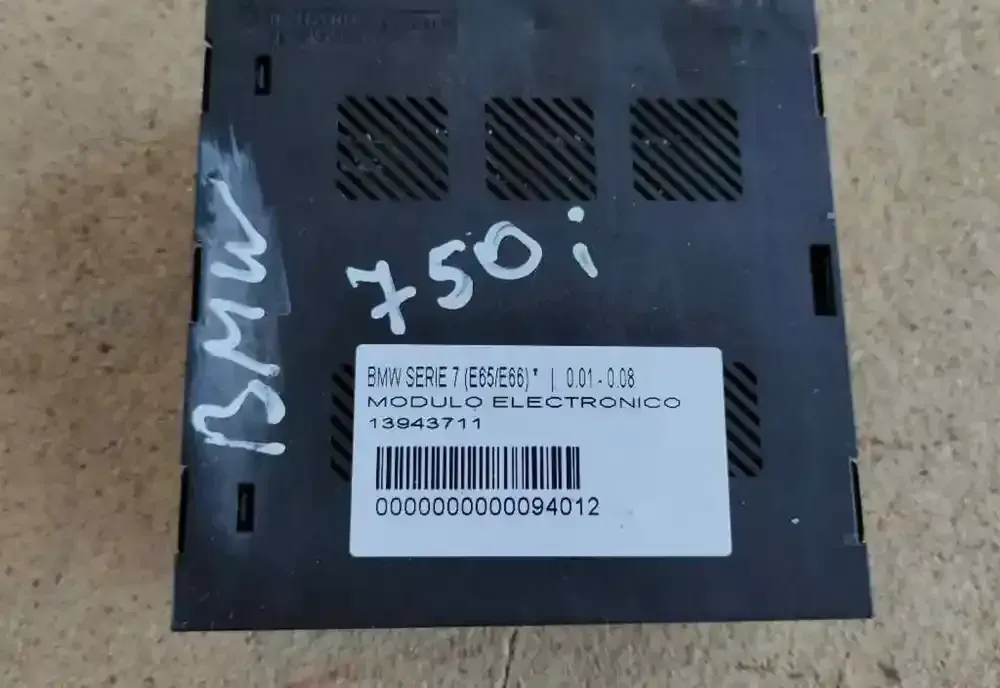 BMW
750i
BMW SERIE 7 (E65/E66)* | 0.01 - 0.08
MODULO ELECTRONICO
13943711
0000000000094012